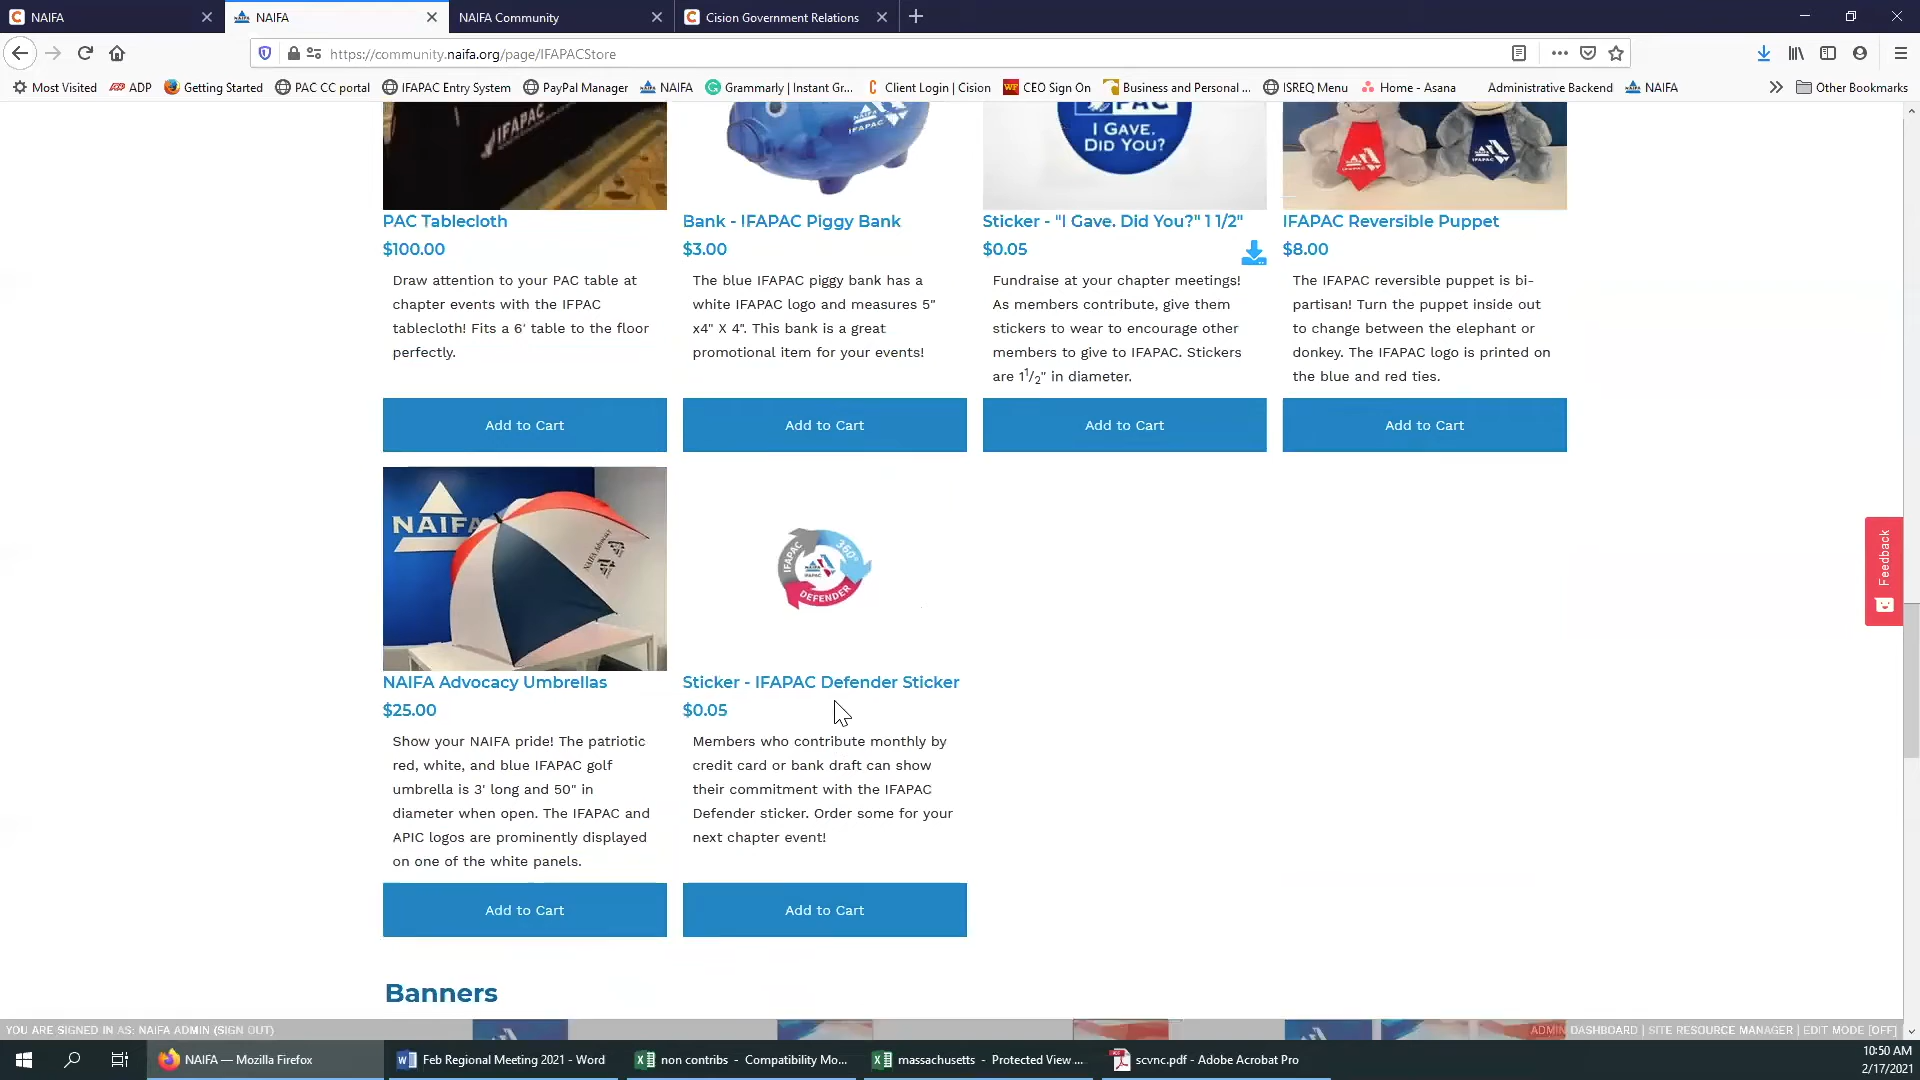 NAIFA
NAIFA
NAIFA Community
Cision Government Relations
https://community.naifa.org/page/IFAPACStore
Most Visited
ADP
Getting Started
PAC CC portal
IFAPAC Entry System
PayPal Manager
NAIFA
Grammarly | Instant Gr...
Client Login | Cision
CEO Sign On
Business and Personal ...
ISREQ Menu
Home - Asana
Administrative Backend
NAIFA
Other Bookmarks
IFAPAC
PAC
I GAVE.
DID YOU?
PAC Tablecloth
$100.00
Draw attention to your PAC table at
chapter events with the IFPAC
tablecloth! Fits a 6' table to the floor
perfectly.
Add to Cart
Bank - IFAPAC Piggy Bank
$3.00
The blue IFAPAC piggy bank has a
white IFAPAC logo and measures 5"
x4" X 4". This bank is a great
promotional item for your events!
Add to Cart
Sticker - "I Gave. Did You?" 1 1/2"
$0.05
Fundraise at your chapter meetings!
As members contribute, give them
stickers to wear to encourage other
members to give to IFAPAC. Stickers
are 1 1/2" in diameter.
Add to Cart
IFAPAC Reversible Puppet
$8.00
The IFAPAC reversible puppet is bi-
partisan! Turn the puppet inside out
to change between the elephant or
donkey. The IFAPAC logo is printed on
the blue and red ties.
Add to Cart
NAIFA
NAIFA Advocacy
IFAPAC
360°
DEFENDER
NAIFA
IFAPAC
NAIFA Advocacy Umbrellas
$25.00
Show your NAIFA pride! The patriotic
red, white, and blue IFAPAC golf
umbrella is 3' long and 50" in
diameter when open. The IFAPAC and
APIC logos are prominently displayed
on one of the white panels.
Add to Cart
Sticker - IFAPAC Defender Sticker
$0.05
Members who contribute monthly by
credit card or bank draft can show
their commitment with the IFAPAC
Defender sticker. Order some for your
next chapter event!
Add to Cart
Feedback
Banners
YOU ARE SIGNED IN AS: NAIFA ADMIN (SIGN OUT)
ADMIN DASHBOARD | SITE RESOURCE MANAGER | EDIT MODE [OFF]
NAIFA — Mozilla Firefox
Feb Regional Meeting 2021 - Word
non contribs - Compatibility Mo...
massachusetts - Protected View ...
scvnc.pdf - Adobe Acrobat Pro
10:50 AM
2/17/2021